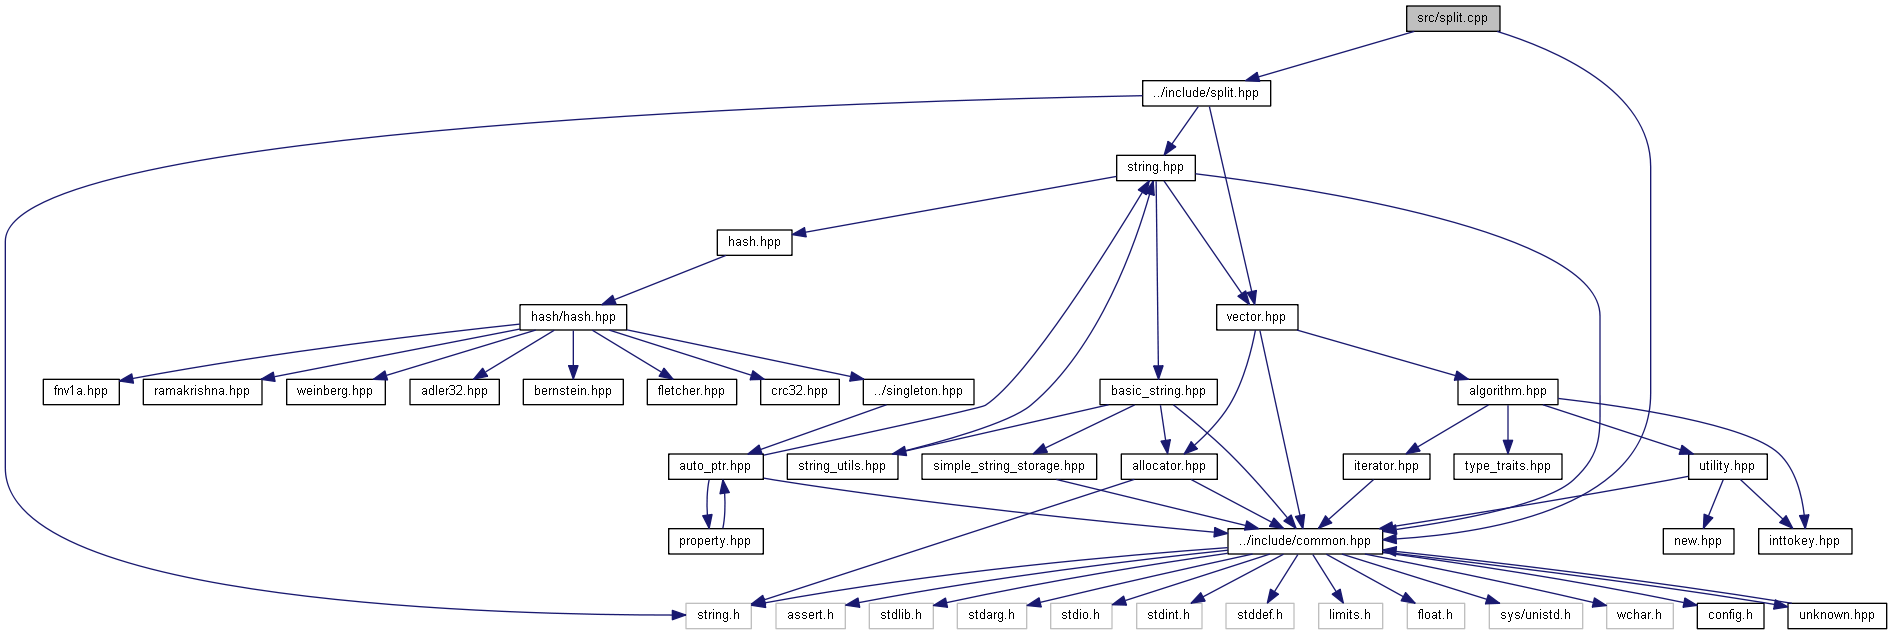 src/split.cpp
../include/split.hpp
string.hpp
hash.hpp
hash/hash.hpp
vector.hpp
fnv1a.hpp
ramakrishna.hpp
weinberg.hpp
adler32.hpp
bernstein.hpp
fletcher.hpp
crc32.hpp
../singleton.hpp
basic_string.hpp
algorithm.hpp
auto_ptr.hpp
string_utils.hpp
simple_string_storage.hpp
allocator.hpp
iterator.hpp
type_traits.hpp
utility.hpp
property.hpp
../include/common.hpp
new.hpp
inttokey.hpp
string.h
assert.h
stdlib.h
stdarg.h
stdio.h
stdint.h
stddef.h
limits.h
float.h
sys/unistd.h
wchar.h
config.h
unknown.hpp